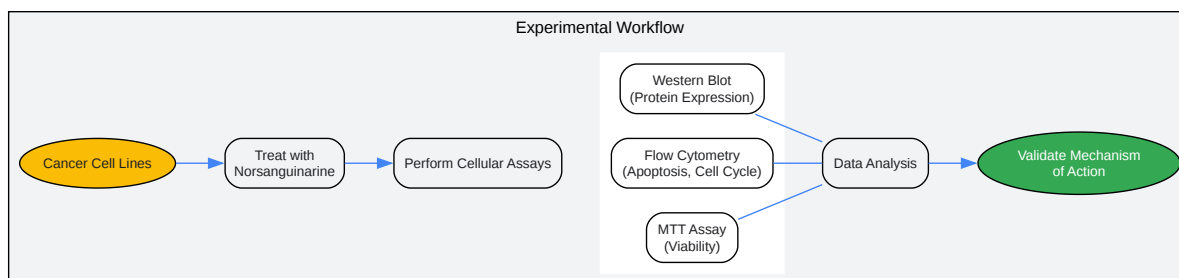 Experimental Workflow
Cancer Cell Lines
Treat with
Norsanguinarine
Perform Cellular Assays
Western Blot
(Protein Expression)
Flow Cytometry
(Apoptosis, Cell Cycle)
MTT Assay
(Viability)
Data Analysis
Validate Mechanism
of Action